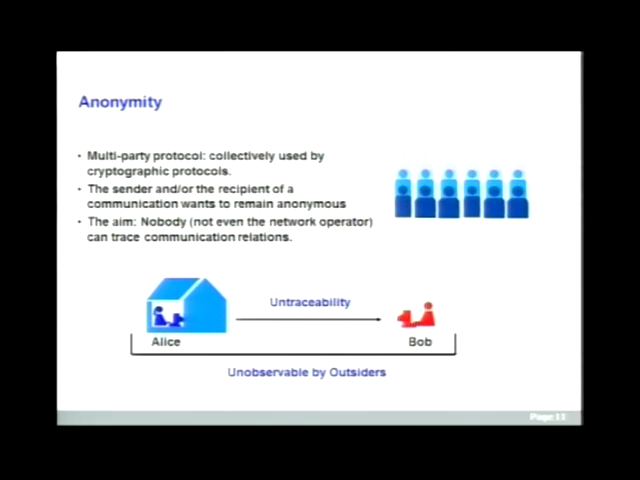 Anonymity
• Multi-party protocol: collectively used by
cryptographic protocols.
• The sender and/or the recipient of a
communication wants to remain anonymous
• The aim: Nobody (not even the network operator)
can trace communication relations.
Untraceability
Alice
Bob
Unobservable by Outsiders
Page 11